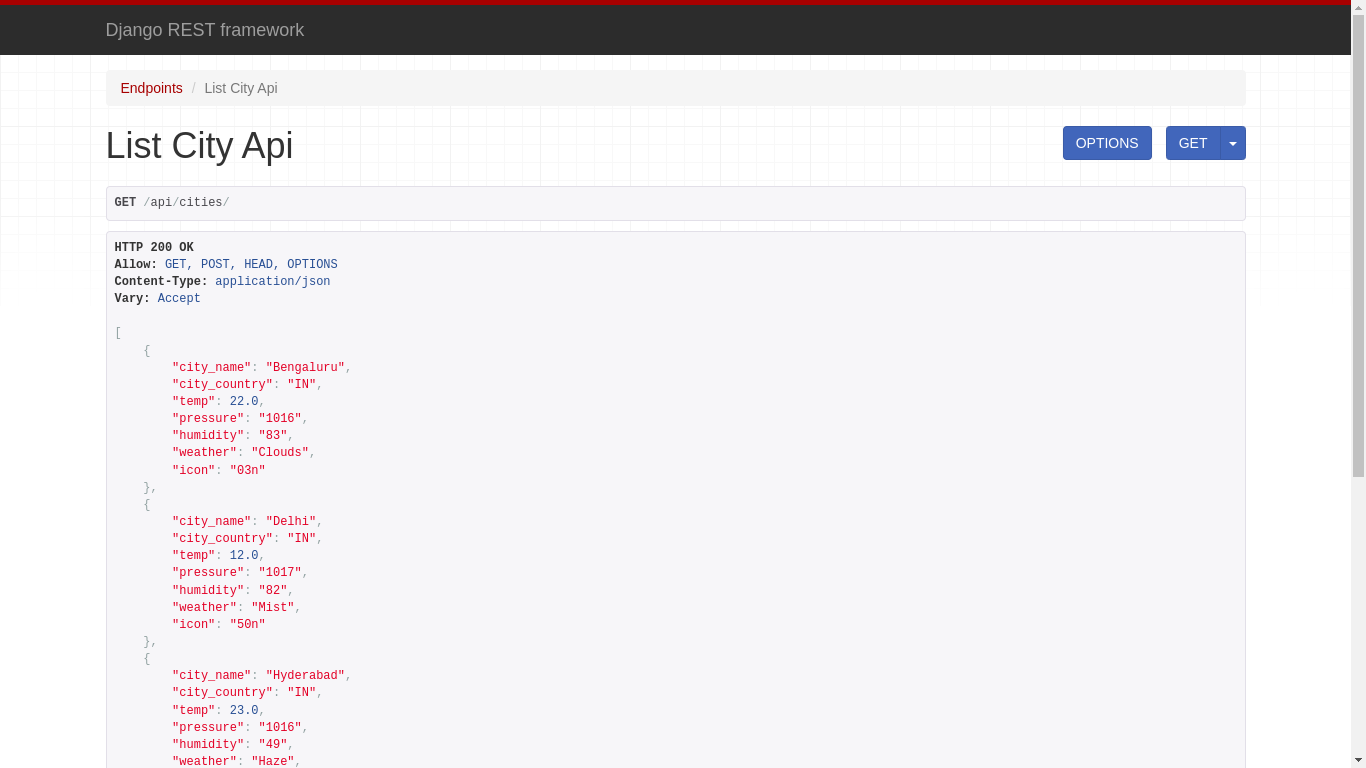 Django REST framework
Endpoints / List City Api
List City Api
OPTIONS
GET
GET /api/cities/
HTTP 200 OK
Allow: GET, POST, HEAD, OPTIONS
Content-Type: application/json
Vary: Accept
[
    {
        "city_name": "Bengaluru",
        "city_country": "IN",
        "temp": 22.0,
        "pressure": "1016",
        "humidity": "83",
        "weather": "Clouds",
        "icon": "03n"
    },
    {
        "city_name": "Delhi",
        "city_country": "IN",
        "temp": 12.0,
        "pressure": "1017",
        "humidity": "82",
        "weather": "Mist",
        "icon": "50n"
    },
    {
        "city_name": "Hyderabad",
        "city_country": "IN",
        "temp": 23.0,
        "pressure": "1016",
        "humidity": "49",
        "weather": "Haze",